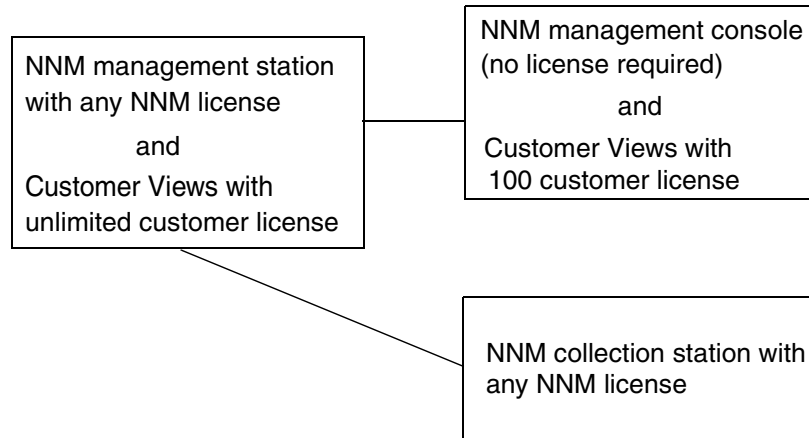 NNM management station
with any NNM license
and
Customer Views with
unlimited customer license
NNM management console
(no license required)
and
Customer Views with
100 customer license
NNM collection station with
any NNM license